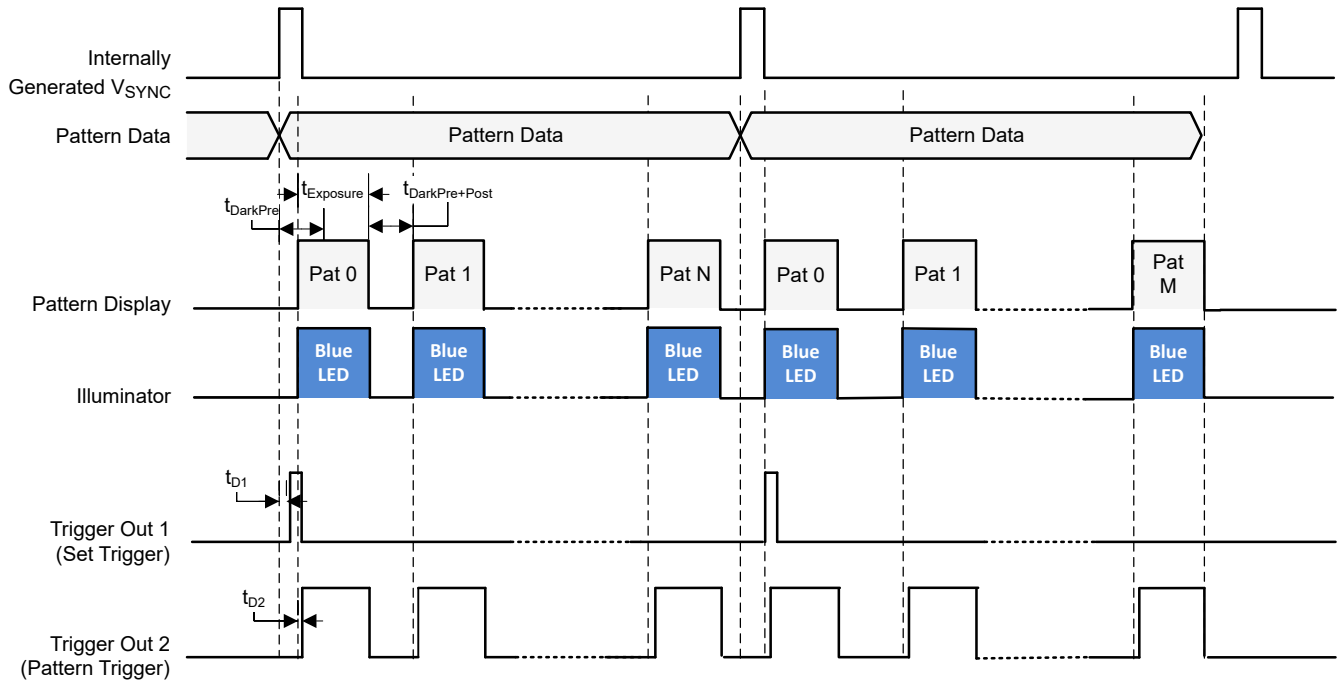 Internally
Generated VSYNC
Pattern Data
Pattern Data
Pattern Data
tExposure
tDarkPre+Post
tDarkPre
Pat 0
Pat 1
Pat N
Pat 0
Pat 1
Pat
M
Pattern Display
Blue
LED
Blue
LED
Blue
LED
Blue
LED
Blue
LED
Blue
LED
Illuminator
tD1
Trigger Out 1
(Set Trigger)
tD2
Trigger Out 2
(Pattern Trigger)